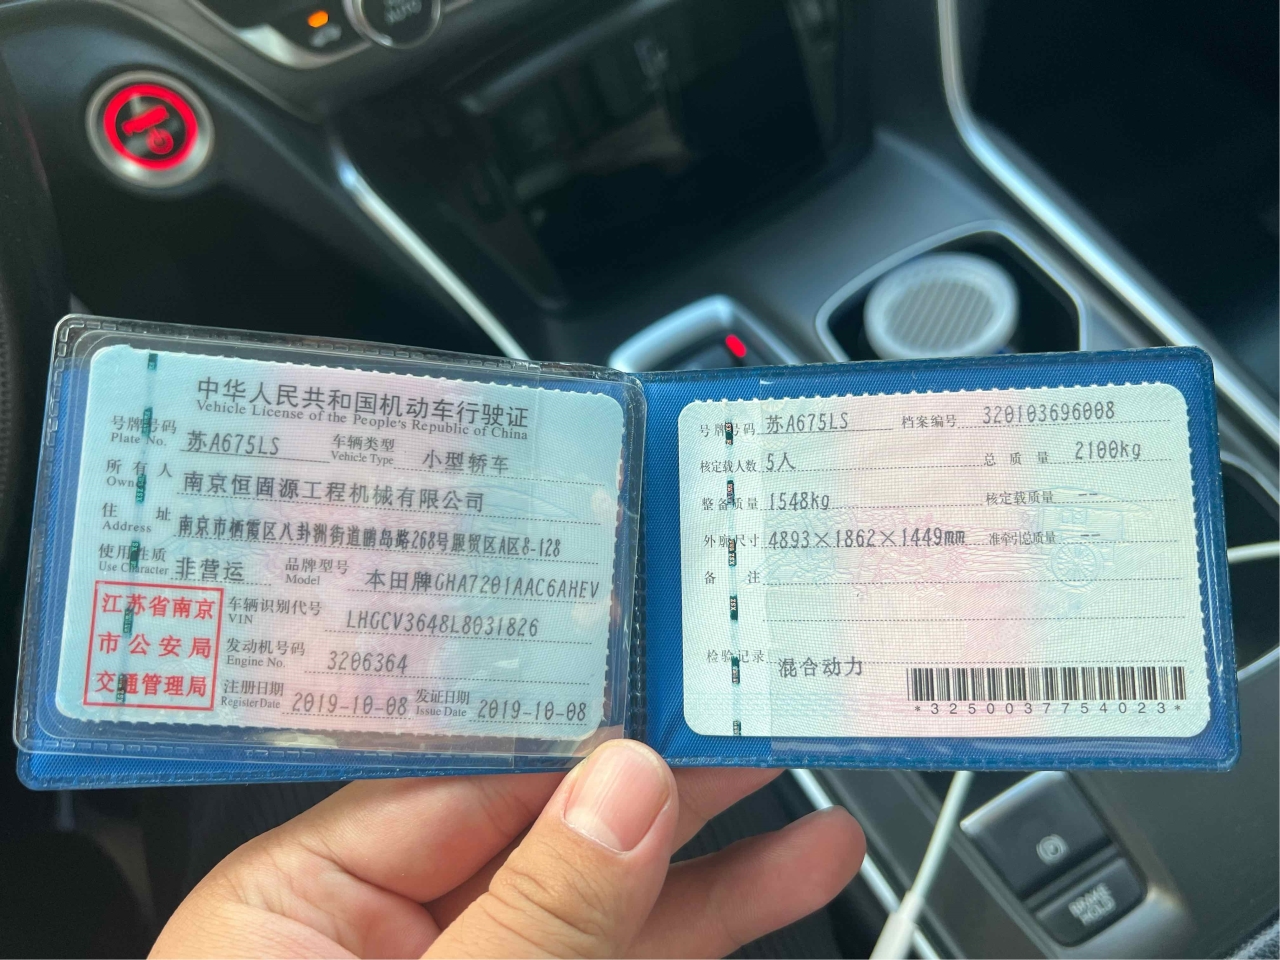 AUTO
中华人民共和国机动车行驶证
Vehicle License of the People's Republic of China
号牌号码 苏A675LS 车辆类型 小型轿车
Plate No. Vehicle Type
所有人 南京恒固源工程机械有限公司
Owner
住址 南京市栖霞区八卦洲街道鹂岛路268号服贸区A区8-128
Address
使用性质 非营运 品牌型号 本田牌GHA7201AAC6AHEV
Use Character Model
江苏省南京
市公安局
交通管理局
车辆识别代号 LHGCV3648L8031826
VIN
发动机号码 3206364
Engine No.
注册日期 2019-10-08 发证日期 2019-10-08
Register Date Issue Date
号牌号码 苏A675LS 档案编号 320103696008
核定载人数 5人 总质量 2100kg
整备质量 1548kg 核定载质量 --
外廓尺寸 4893×1862×1449mm 准牵引总质量 --
备注
检验记录 混合动力
*3250037754023*
BRAKE
HOLD